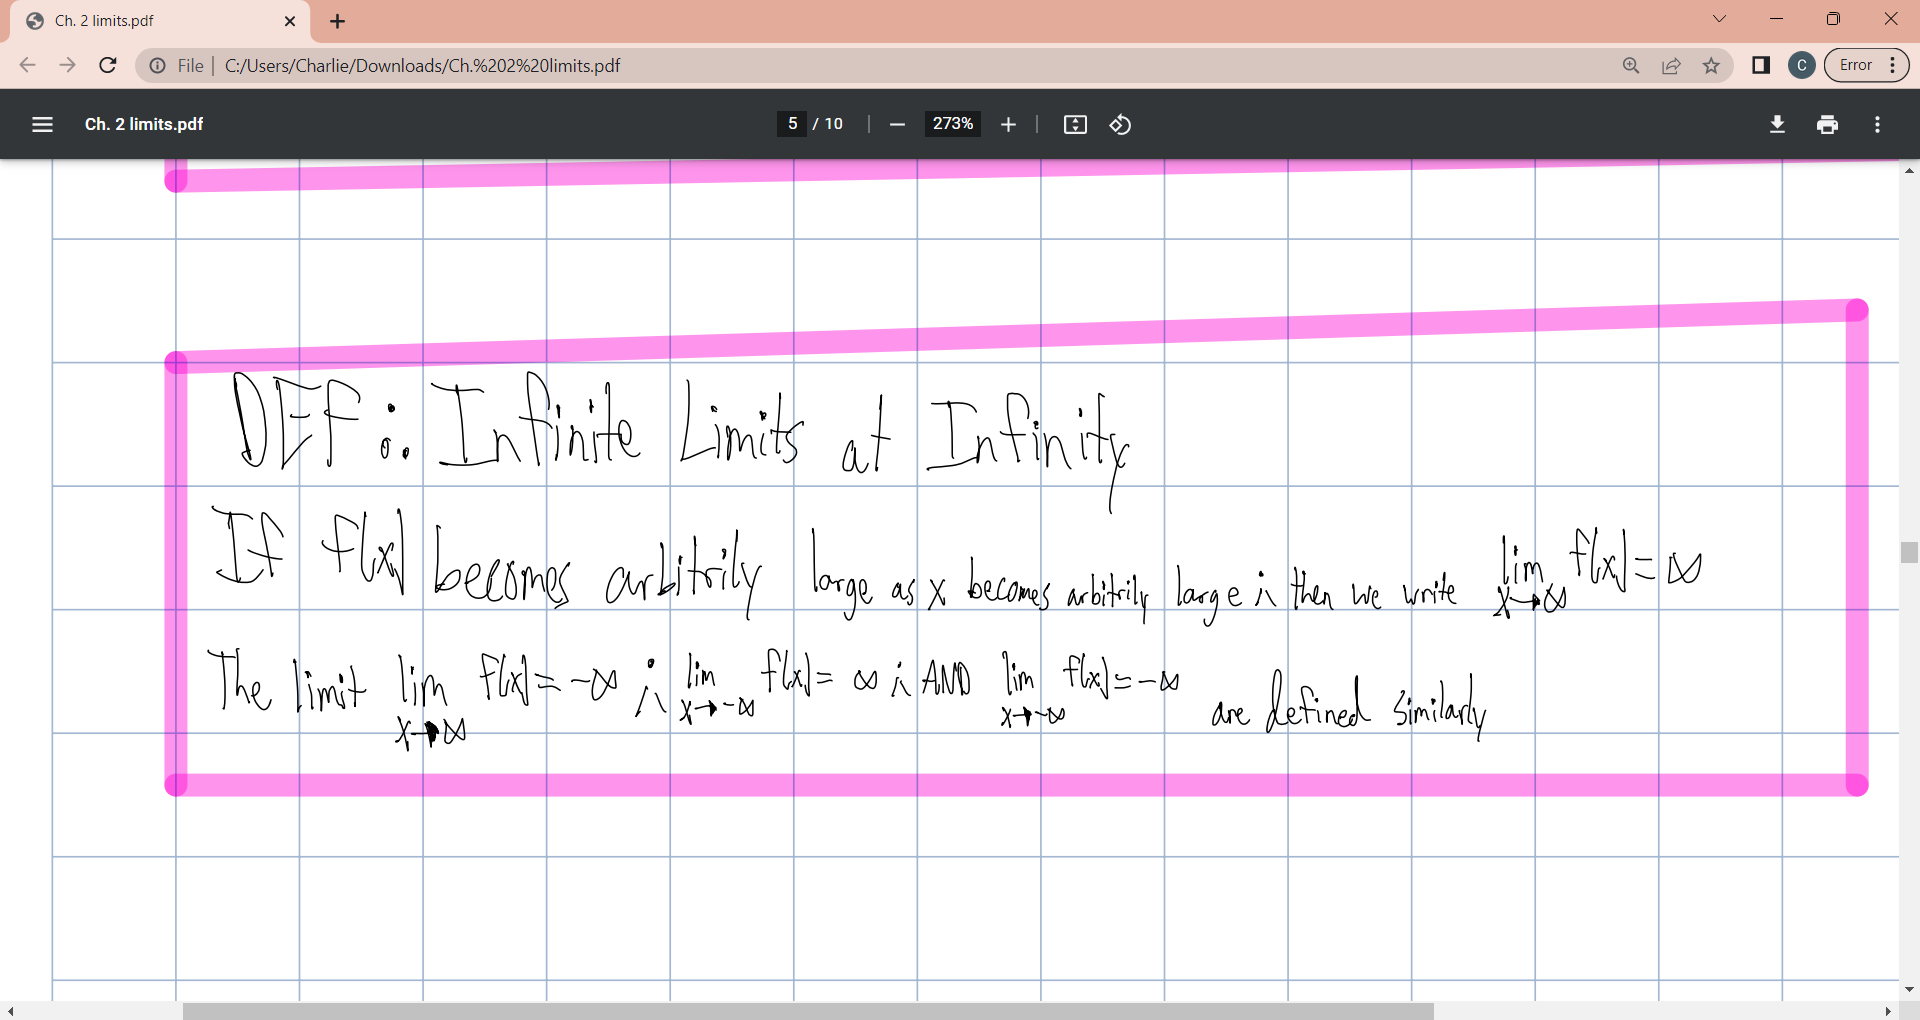 Ch. 2 limits.pdf
File | C:/Users/Charlie/Downloads/Ch.%202%20limits.pdf
C
Error
Ch. 2 limits.pdf
5 / 10
273%
DEF:. Infinite Limits at Infinity
If f(x) becomes arbitrily large as x becomes arbitrily large ; then we write lim x→∞ f(x) = ∞
The limit lim x→∞ f(x) = -∞ ; lim x→-∞ f(x) = ∞ ; AND lim x→-∞ f(x) = -∞ are defined similarly